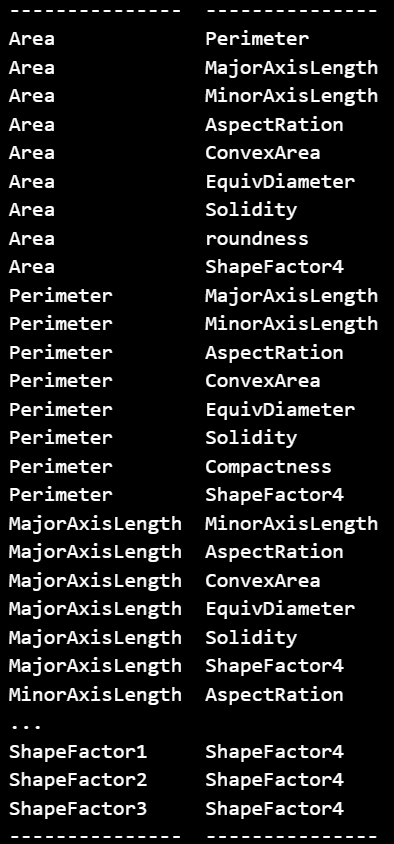 ---------------  ---------------
Area             Perimeter
Area             MajorAxisLength
Area             MinorAxisLength
Area             AspectRation
Area             ConvexArea
Area             EquivDiameter
Area             Solidity
Area             roundness
Area             ShapeFactor4
Perimeter        MajorAxisLength
Perimeter        MinorAxisLength
Perimeter        AspectRation
Perimeter        ConvexArea
Perimeter        EquivDiameter
Perimeter        Solidity
Perimeter        Compactness
Perimeter        ShapeFactor4
MajorAxisLength  MinorAxisLength
MajorAxisLength  AspectRation
MajorAxisLength  ConvexArea
MajorAxisLength  EquivDiameter
MajorAxisLength  Solidity
MajorAxisLength  ShapeFactor4
MinorAxisLength  AspectRation
...
ShapeFactor1     ShapeFactor4
ShapeFactor2     ShapeFactor4
ShapeFactor3     ShapeFactor4
---------------  ---------------